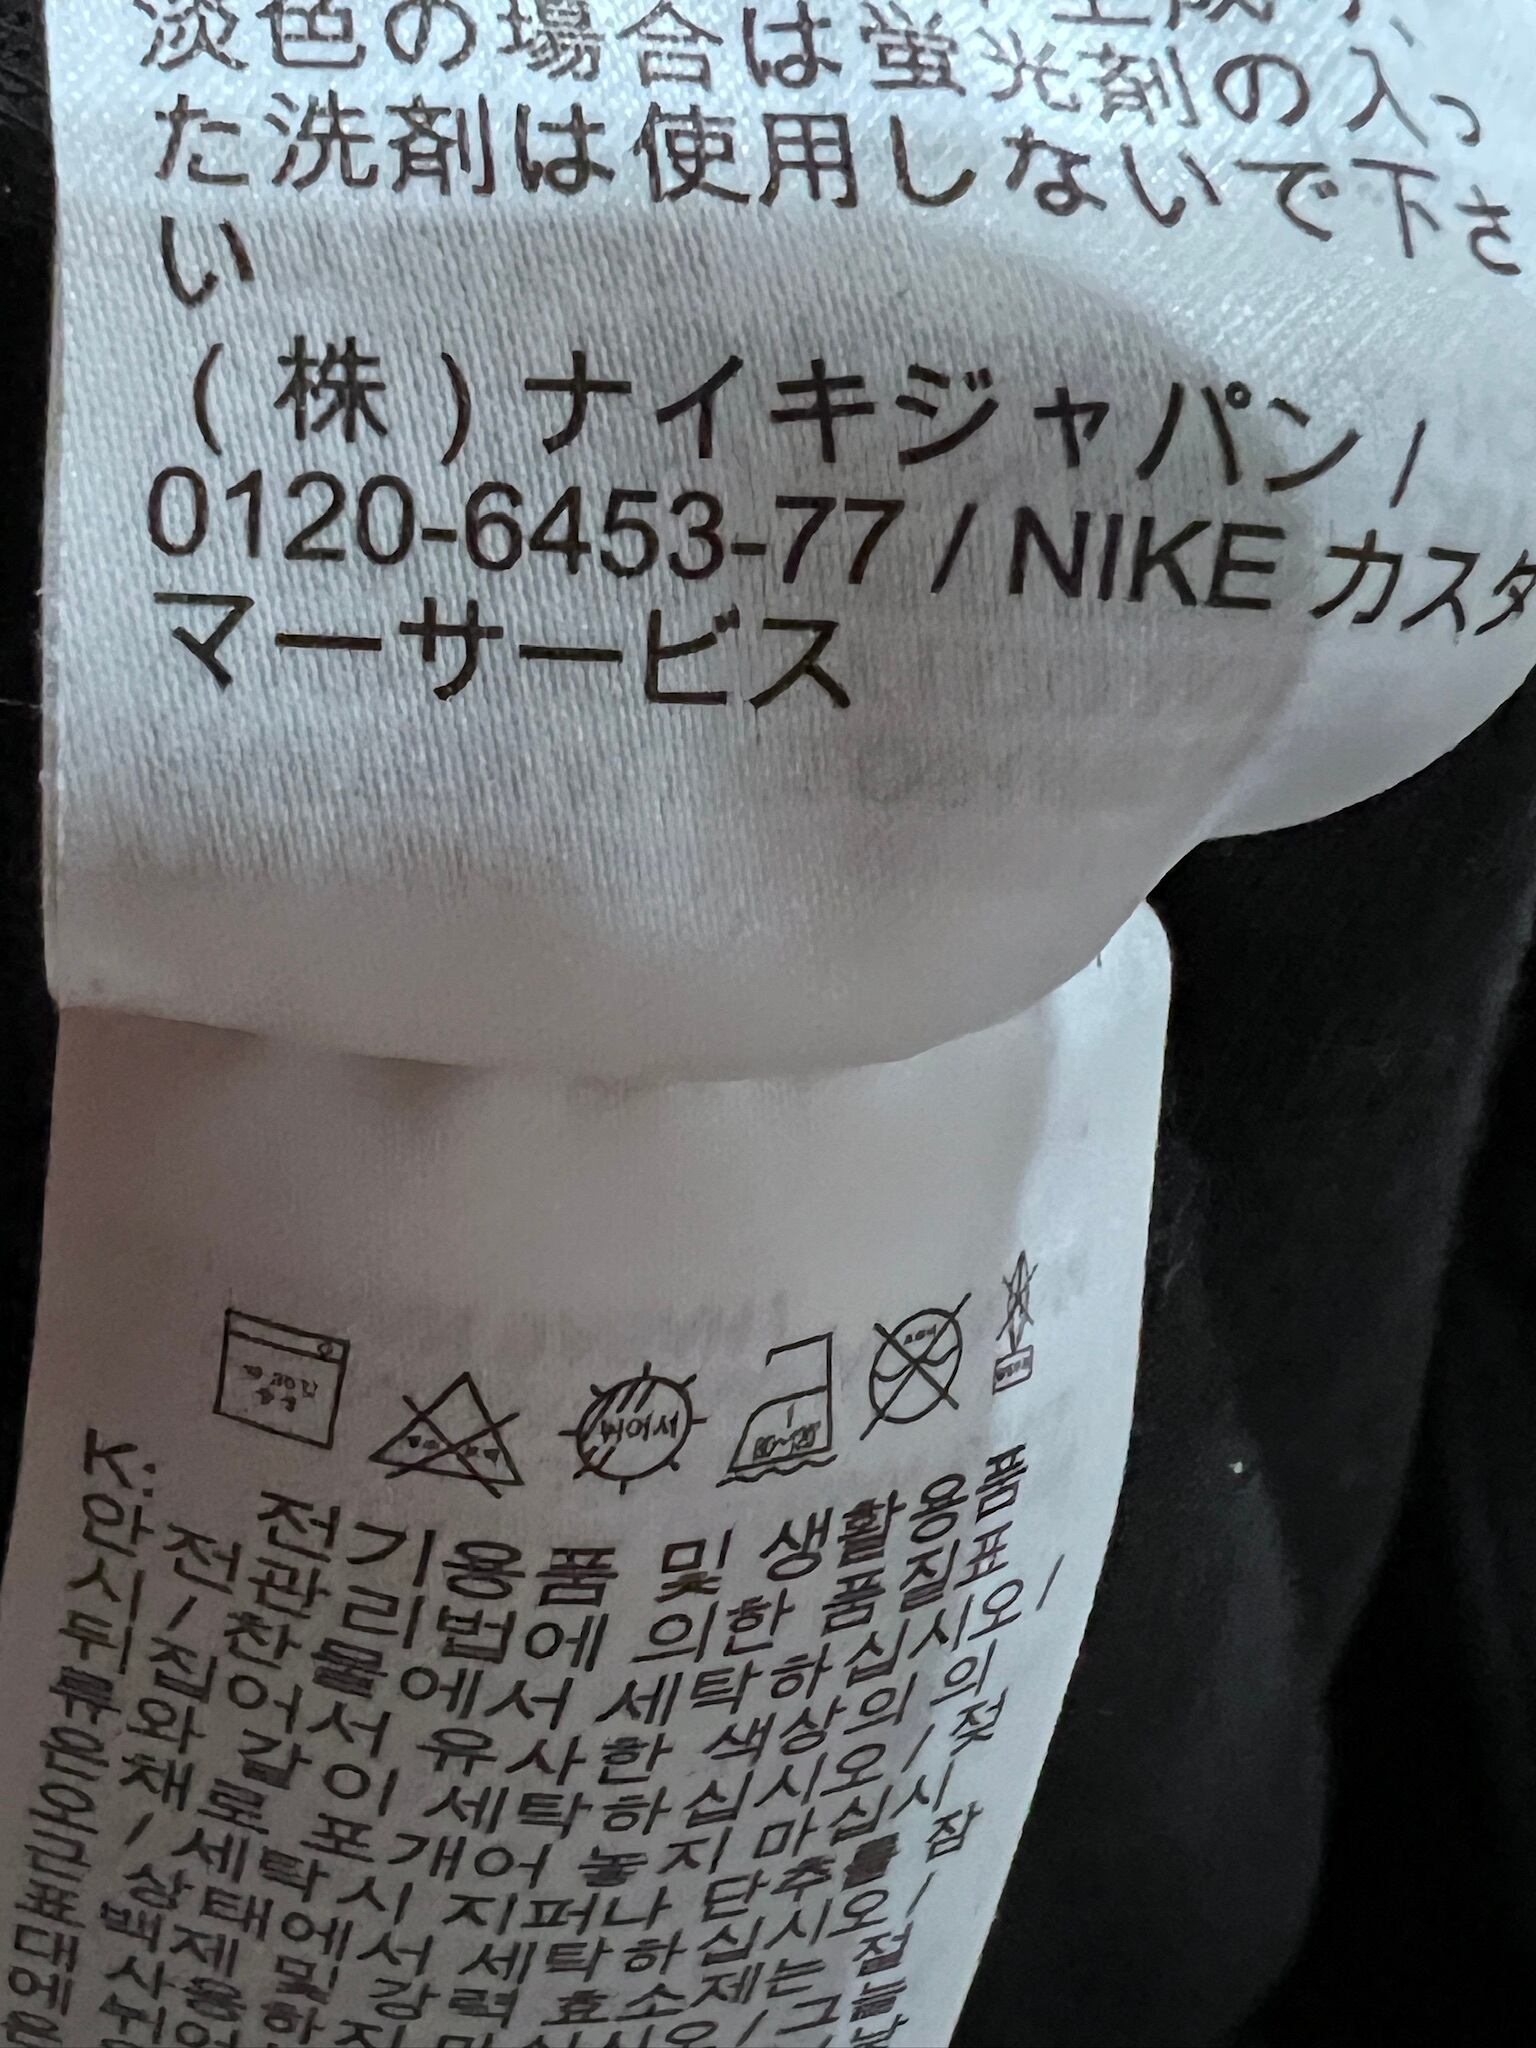 淡色の場合は蛍光剤の入っ
た洗剤は使用しないで下さ
い
(株)ナイキジャパン/
0120-6453-77 / NIKE カスタ
マーサービス
K:
전기용품 및 생활용품
안전관리법에 의한 품질표
시 / 찬물에서 세탁하십시오 /
뒤집어서 유사한 색상의 의
류와 같이 세탁하십시오 / 젖
은채로 포개어 놓지 마십시
오 / 세탁시 지퍼나 단추를 잠
근 상태에서 세탁하십시오 /
표백제 및 강력 효소제는 절
대 사용하지 마십시오 / 그늘